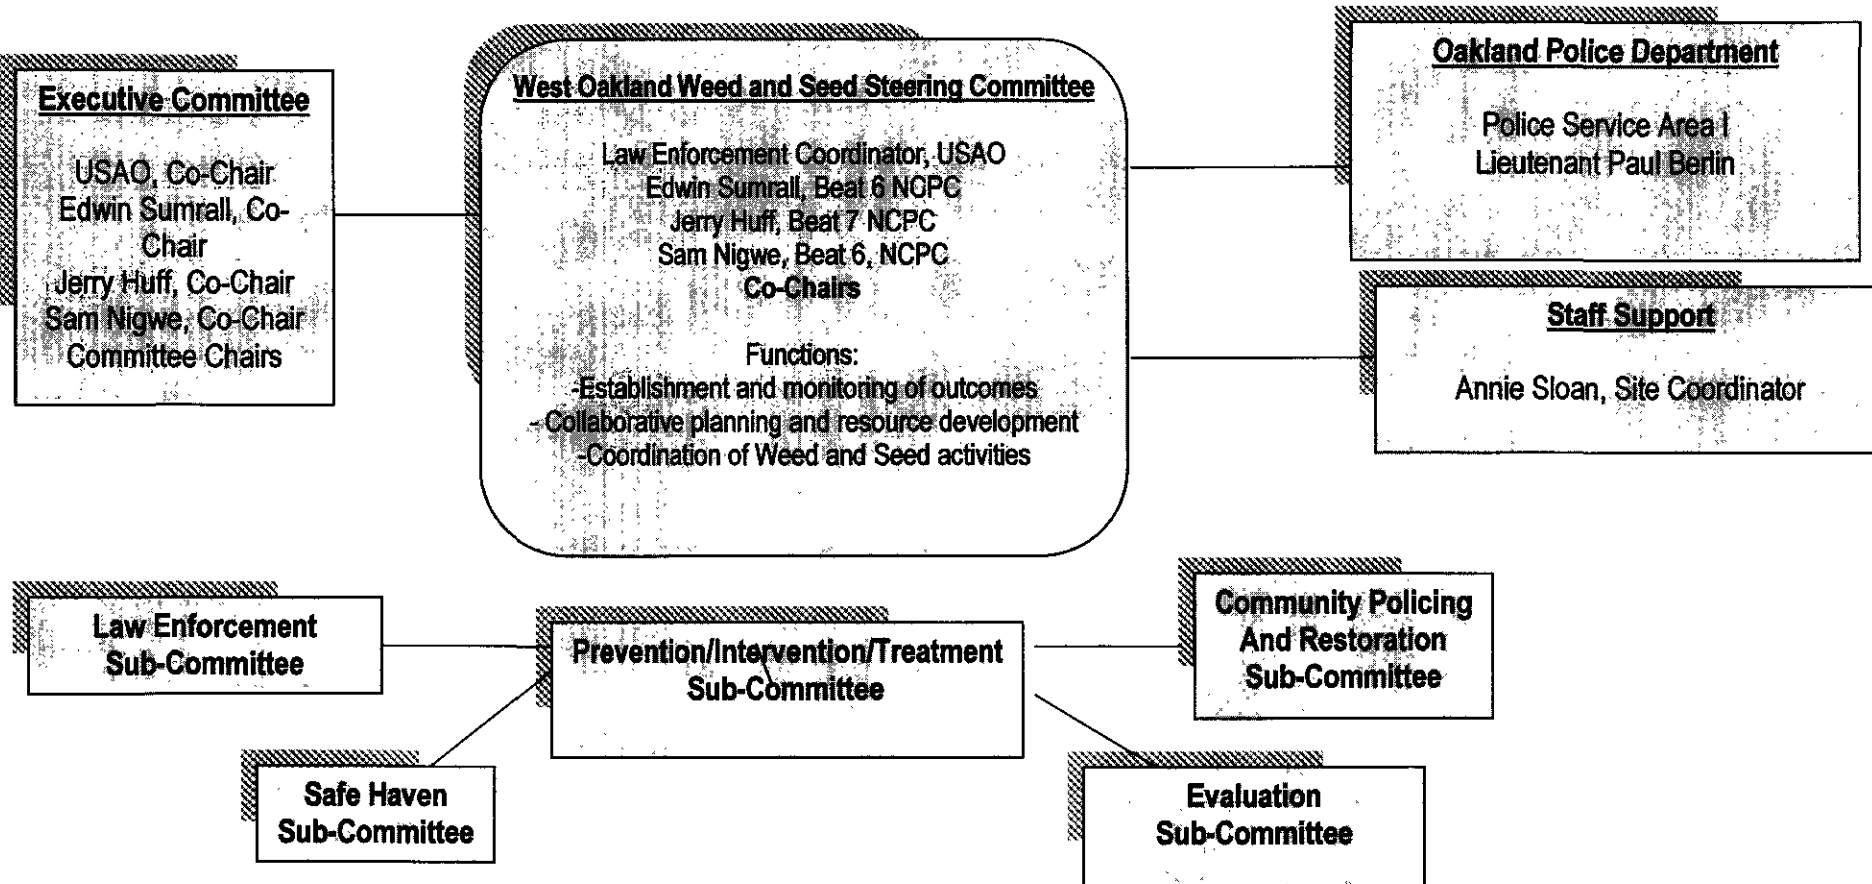 Executive Committee
USAO, Co-Chair
Edwin Sumrall, Co-
Chair
Jerry Huff, Co-Chair
Sam Nigwe, Co-Chair
Committee Chairs
West Oakland Weed and Seed Steering Committee
Law Enforcement Coordinator, USAO
Edwin Sumrall, Beat 6 NCPC
Jerry Huff, Beat 7 NCPC
Sam Nigwe, Beat 6, NCPC
Co-Chairs
Functions:
-Establishment and monitoring of outcomes
- Collaborative planning and resource development
-Coordination of Weed and Seed activities
Oakland Police Department
Police Service Area I
Lieutenant Paul Berlin
Staff Support
Annie Sloan, Site Coordinator
Law Enforcement
Sub-Committee
Prevention/Intervention/Treatment
Sub-Committee
Community Policing
And Restoration
Sub-Committee
Safe Haven
Sub-Committee
Evaluation
Sub-Committee